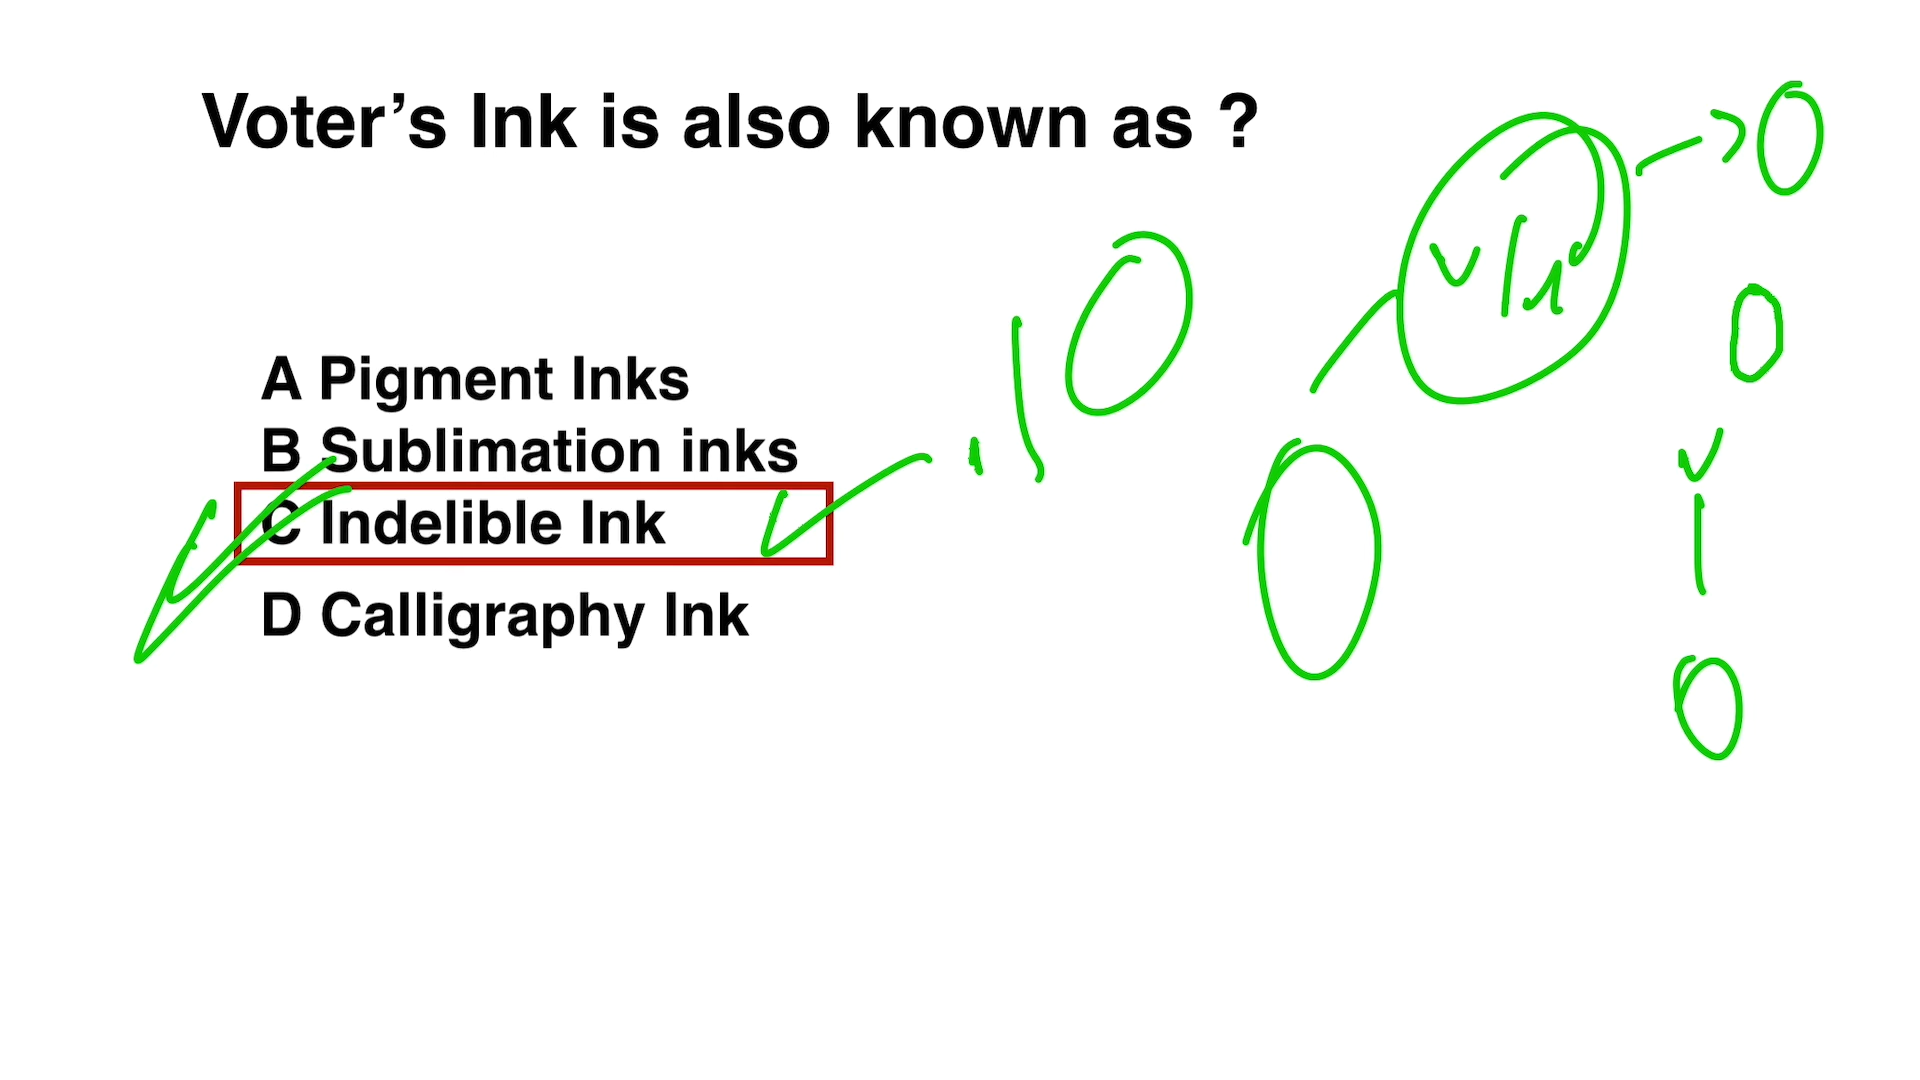 Voter’s Ink is also known as ?
A Pigment Inks
B Sublimation inks
C Indelible Ink
D Calligraphy Ink